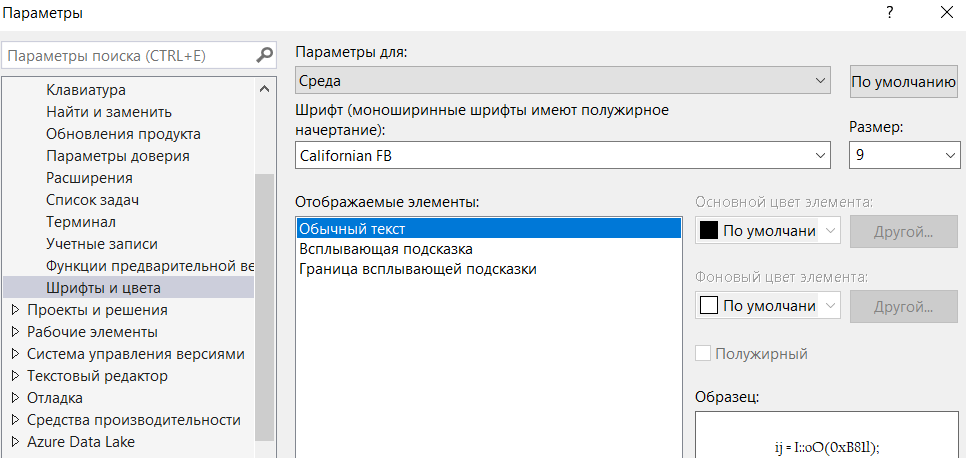 Параметры
?
Параметры поиска (CTRL+E)
Клавиатура
Найти и заменить
Обновления продукта
Параметры доверия
Расширения
Список задач
Терминал
Учетные записи
Функции предварительной ве
Шрифты и цвета
Проекты и решения
Рабочие элементы
Система управления версиями
Текстовый редактор
Отладка
Средства производительности
Azure Data Lake
Параметры для:
Среда
По умолчанию
Шрифт (моноширинные шрифты имеют полужирное
начертание):
Размер:
Californian FB
9
Отображаемые элементы:
Обычный текст
Всплывающая подсказка
Граница всплывающей подсказки
Основной цвет элемента:
По умолчани
Другой...
Фоновый цвет элемента:
По умолчани
Другой...
Полужирный
Образец:
ij = I::oO(0xB81l);